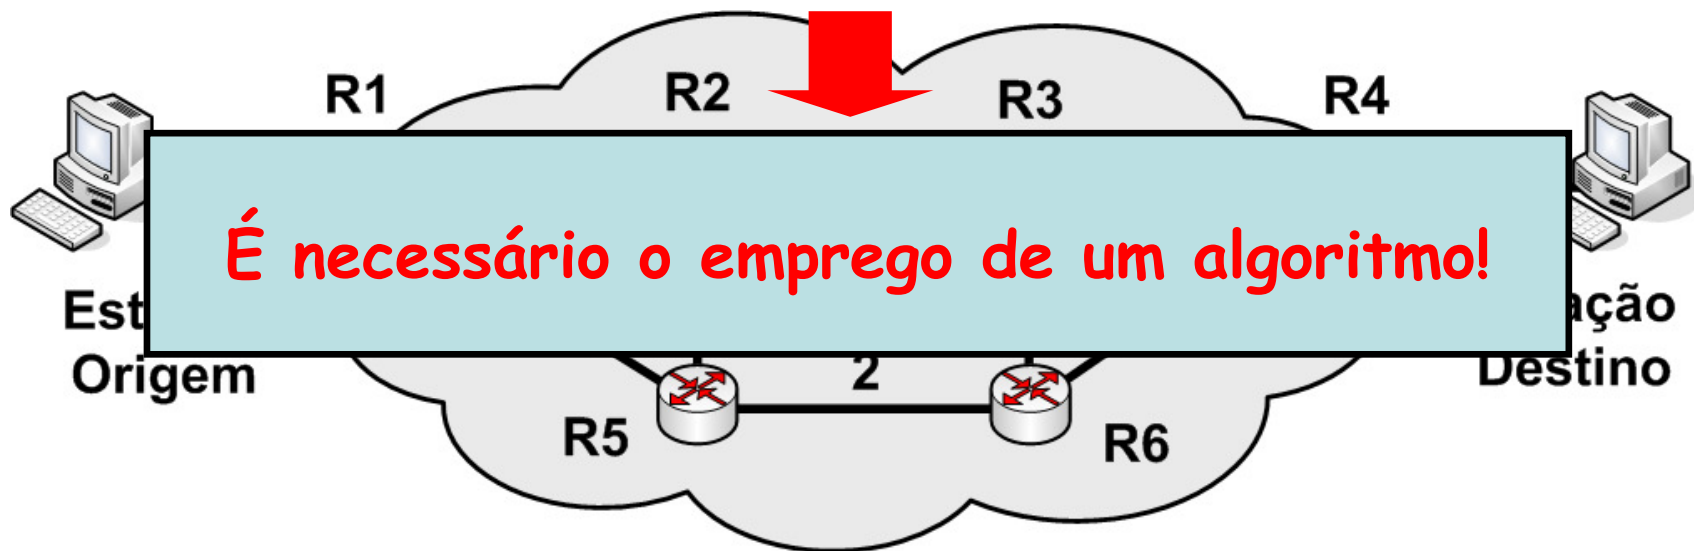 R1 R2 R3 R4
É necessário o emprego de um algoritmo!
Origem
Destino
2
R5 R6